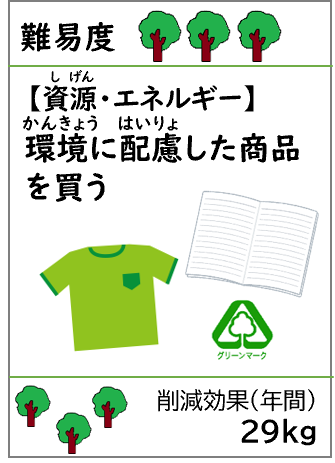 難易度
【資源・エネルギー】
しげん
環境に配慮した商品
かんきょう はいりょ
を買う
グリーンマーク
削減効果(年間)
29kg